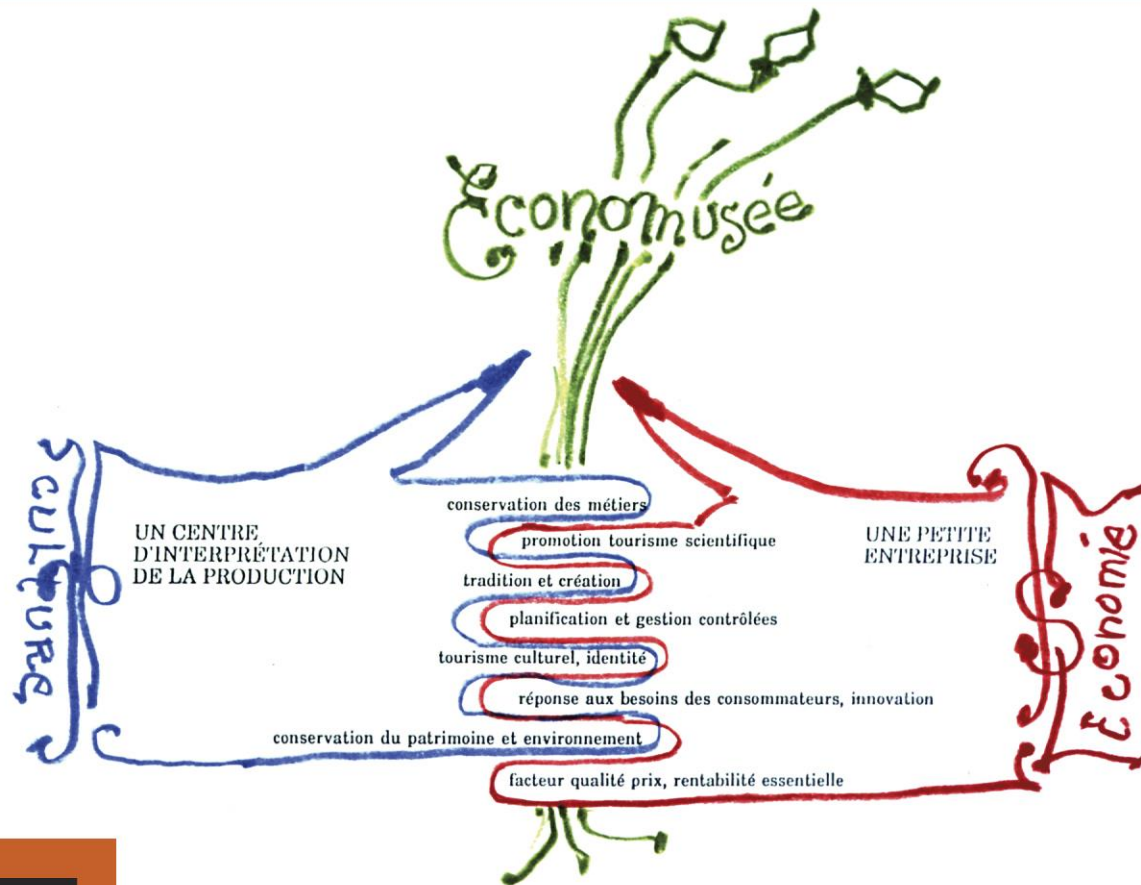 Économusée
culture
UN CENTRE
D'INTERPRÉTATION
DE LA PRODUCTION
conservation des métiers
promotion tourisme scientifique
tradition et création
planification et gestion contrôlées
tourisme culturel, identité
réponse aux besoins des consommateurs, innovation
conservation du patrimoine et environnement
facteur qualité prix, rentabilité essentielle
UNE PETITE
ENTREPRISE
Économie